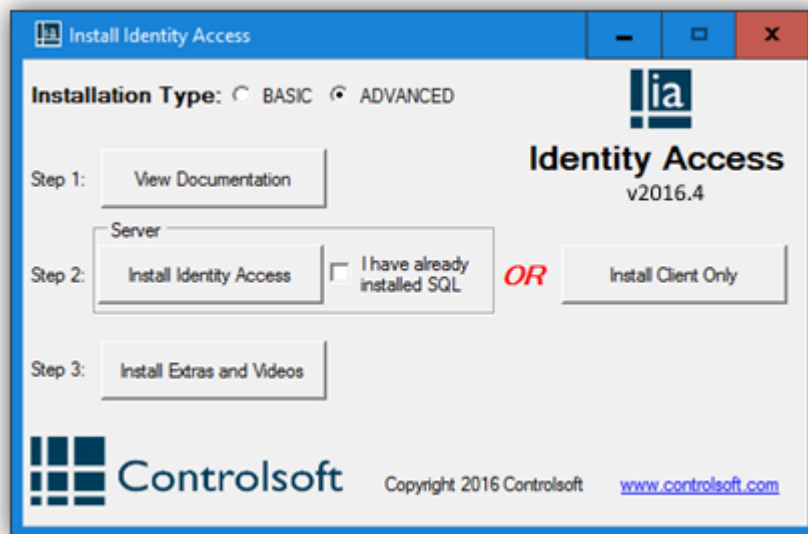 ia Install Identity Access
Installation Type: BASIC ADVANCED
ia
Identity Access
v2016.4
Step 1: View Documentation
Server
Step 2: Install Identity Access I have already installed SQL OR Install Client Only
Step 3: Install Extras and Videos
Controlsoft Copyright 2016 Controlsoft www.controlsoft.com